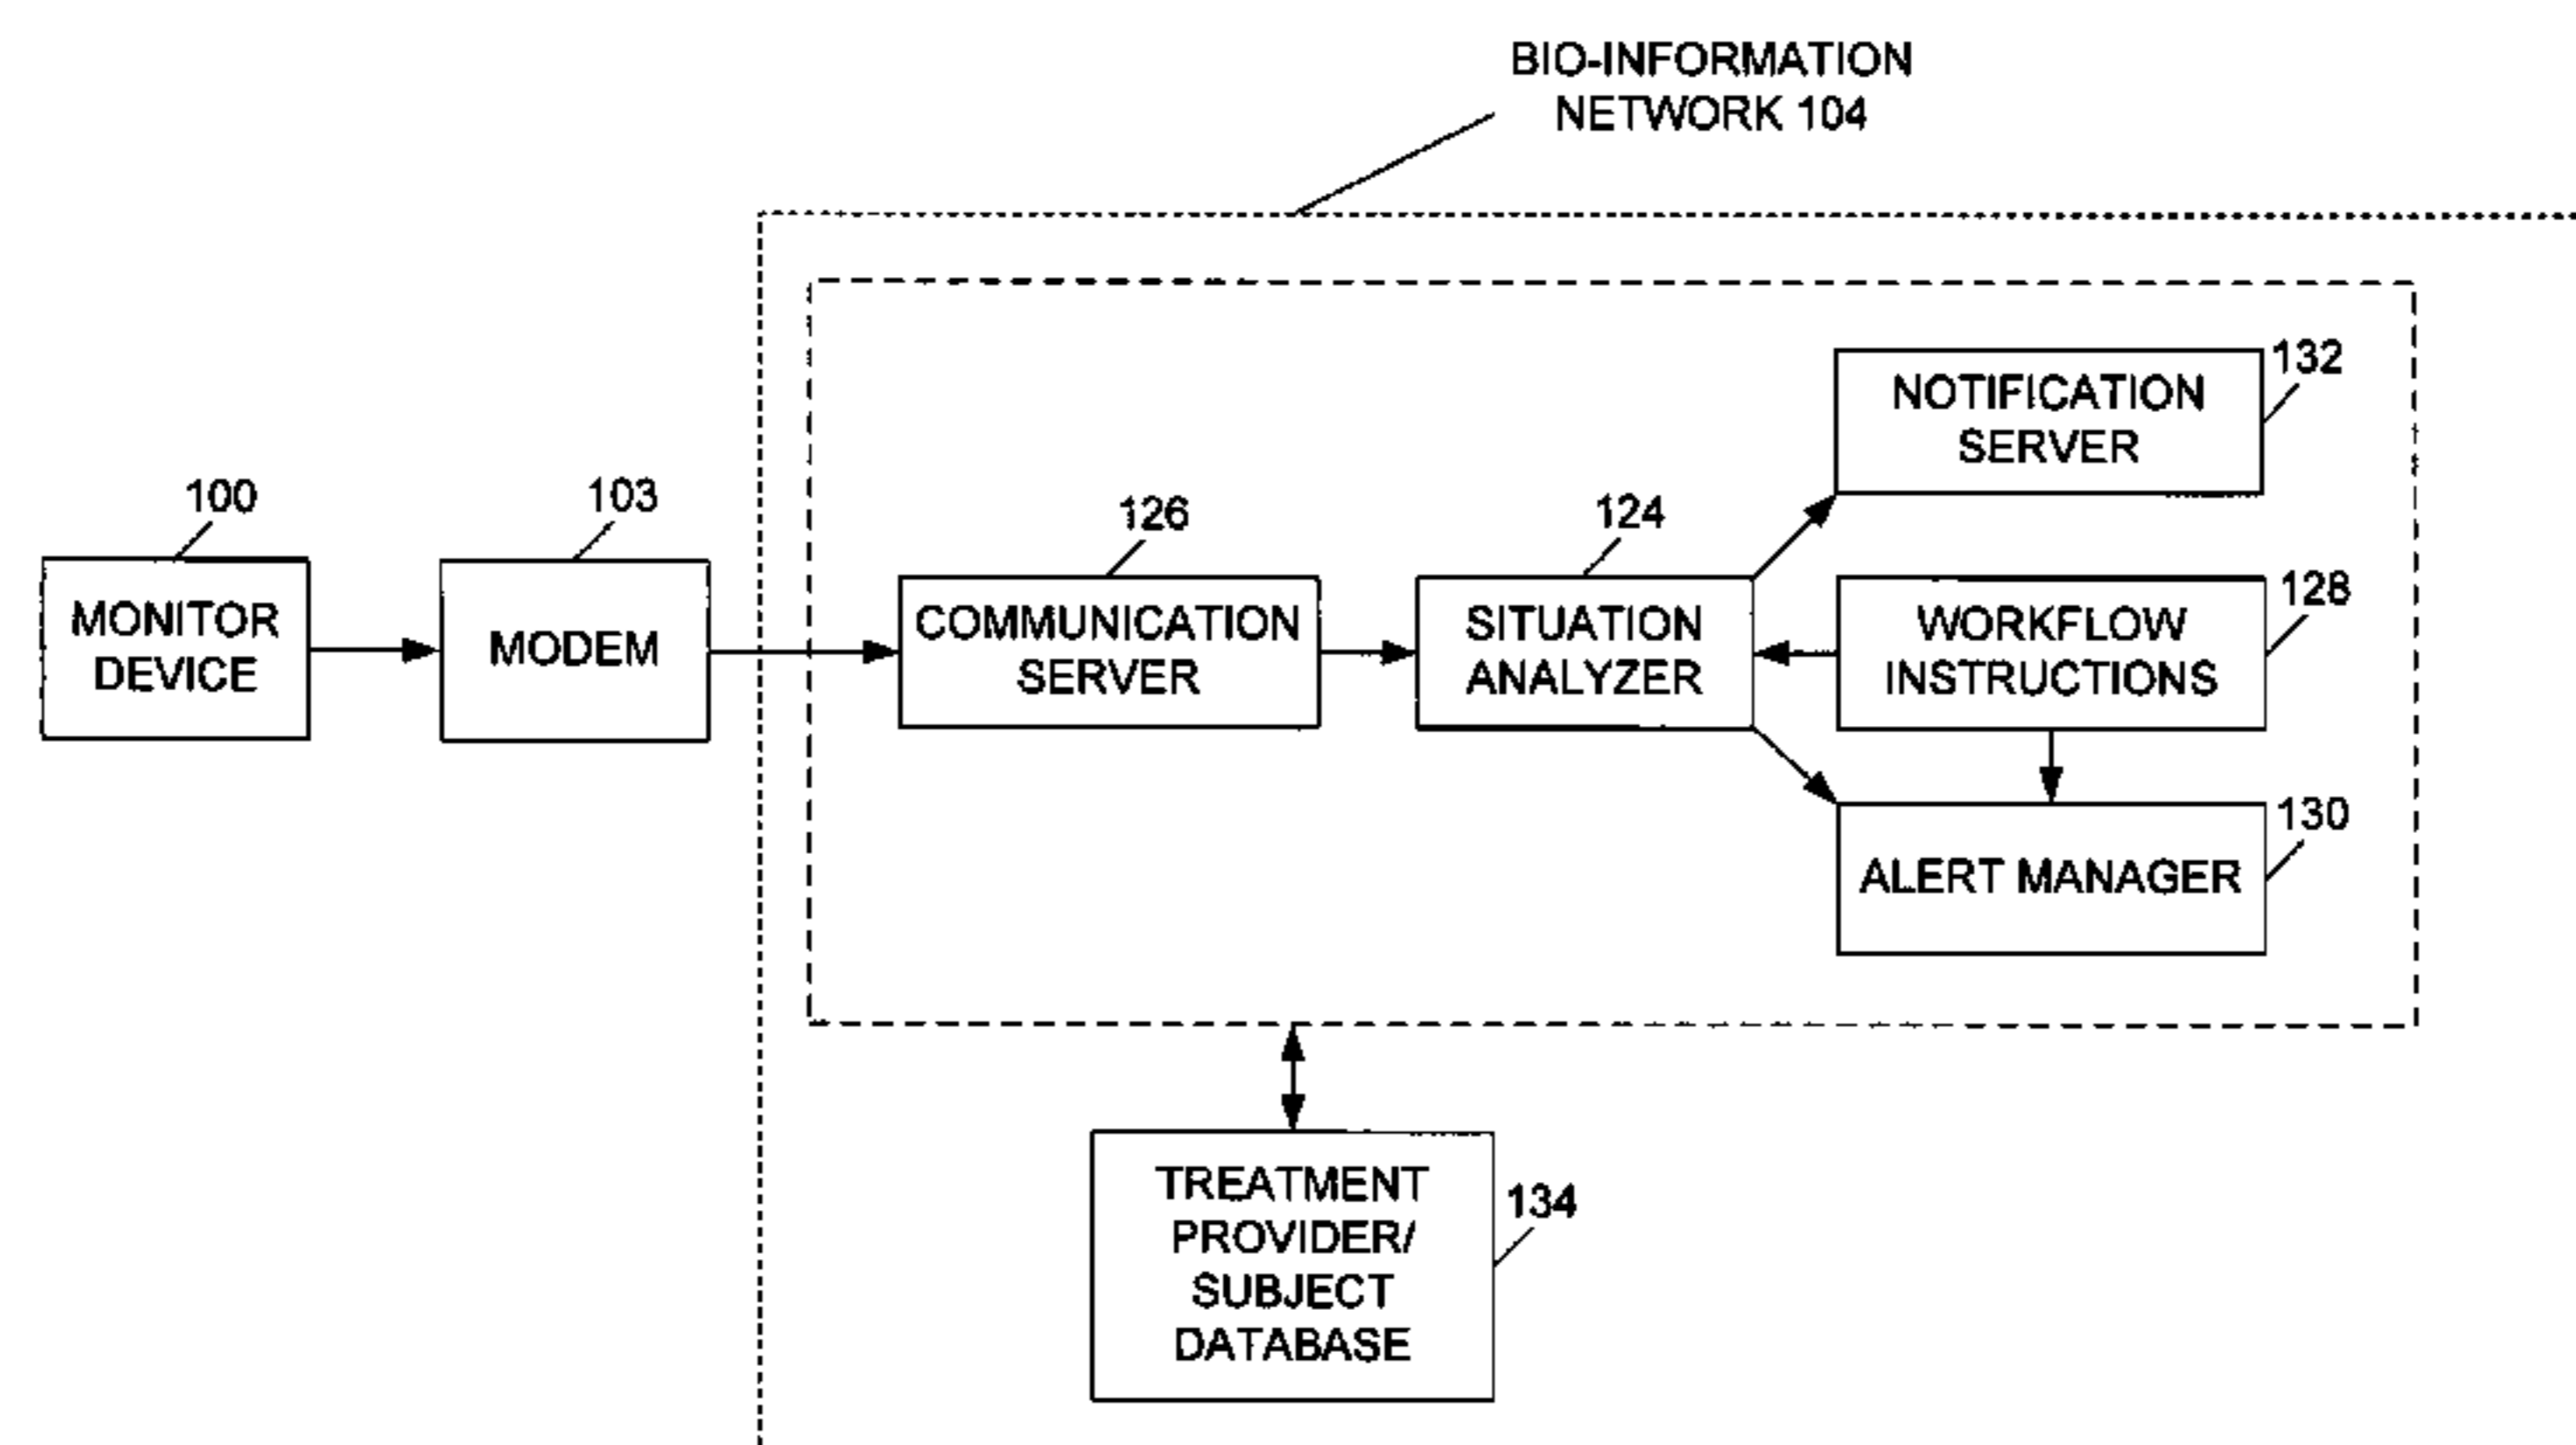 BIO-INFORMATION
NETWORK 104
132
NOTIFICATION
SERVER
100
103
126
124
128
MONITOR
DEVICE
MODEM
COMMUNICATION
SERVER
SITUATION
ANALYZER
WORKFLOW
INSTRUCTIONS
130
ALERT MANAGER
TREATMENT
PROVIDER/
SUBJECT
DATABASE
134